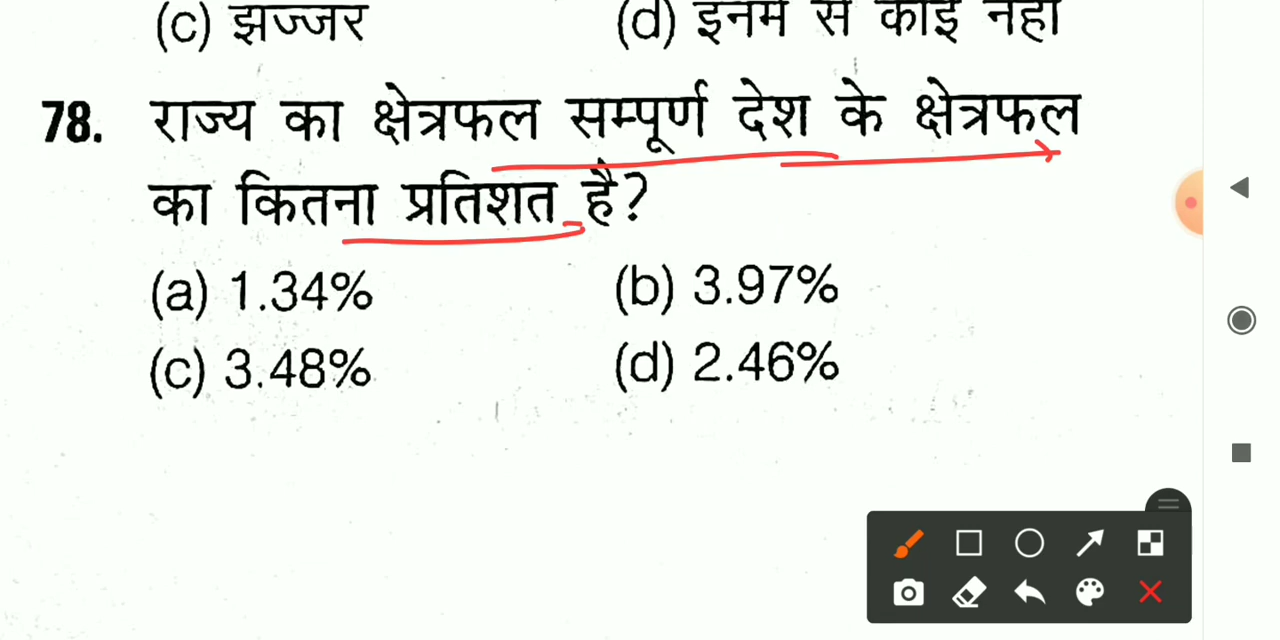 (c) झज्जर (d) इनमें से कोई नहीं
78. राज्य का क्षेत्रफल सम्पूर्ण देश के क्षेत्रफल
का कितना प्रतिशत है?
(a) 1.34% (b) 3.97%
(c) 3.48% (d) 2.46%